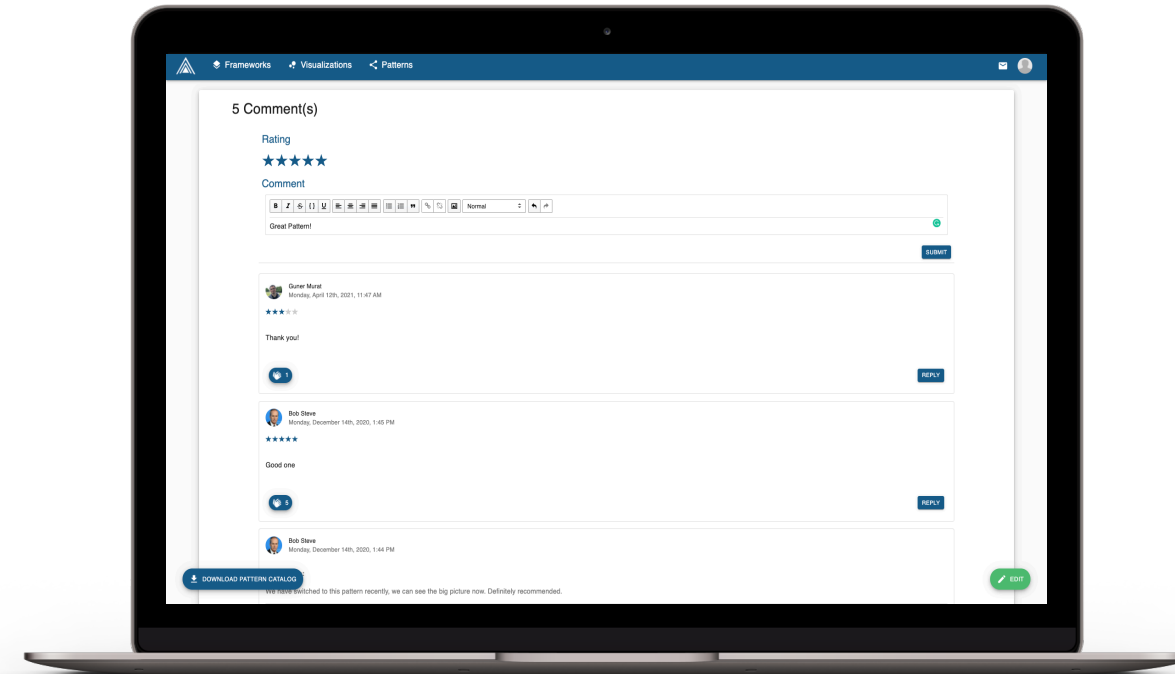 Frameworks Visualizations Patterns
5 Comment(s)
Rating
Comment
B I S {} U Normal
Great Pattern!
SUBMIT
Guner Murat
Monday, April 12th, 2021, 11:47 AM
Thank you!
1 REPLY
Bob Steve
Monday, December 14th, 2020, 1:45 PM
Good one
5 REPLY
Bob Steve
Monday, December 14th, 2020, 1:44 PM
DOWNLOAD PATTERN CATALOG EDIT
We have switched to this pattern recently, we can see the big picture now. Definitely recommended.